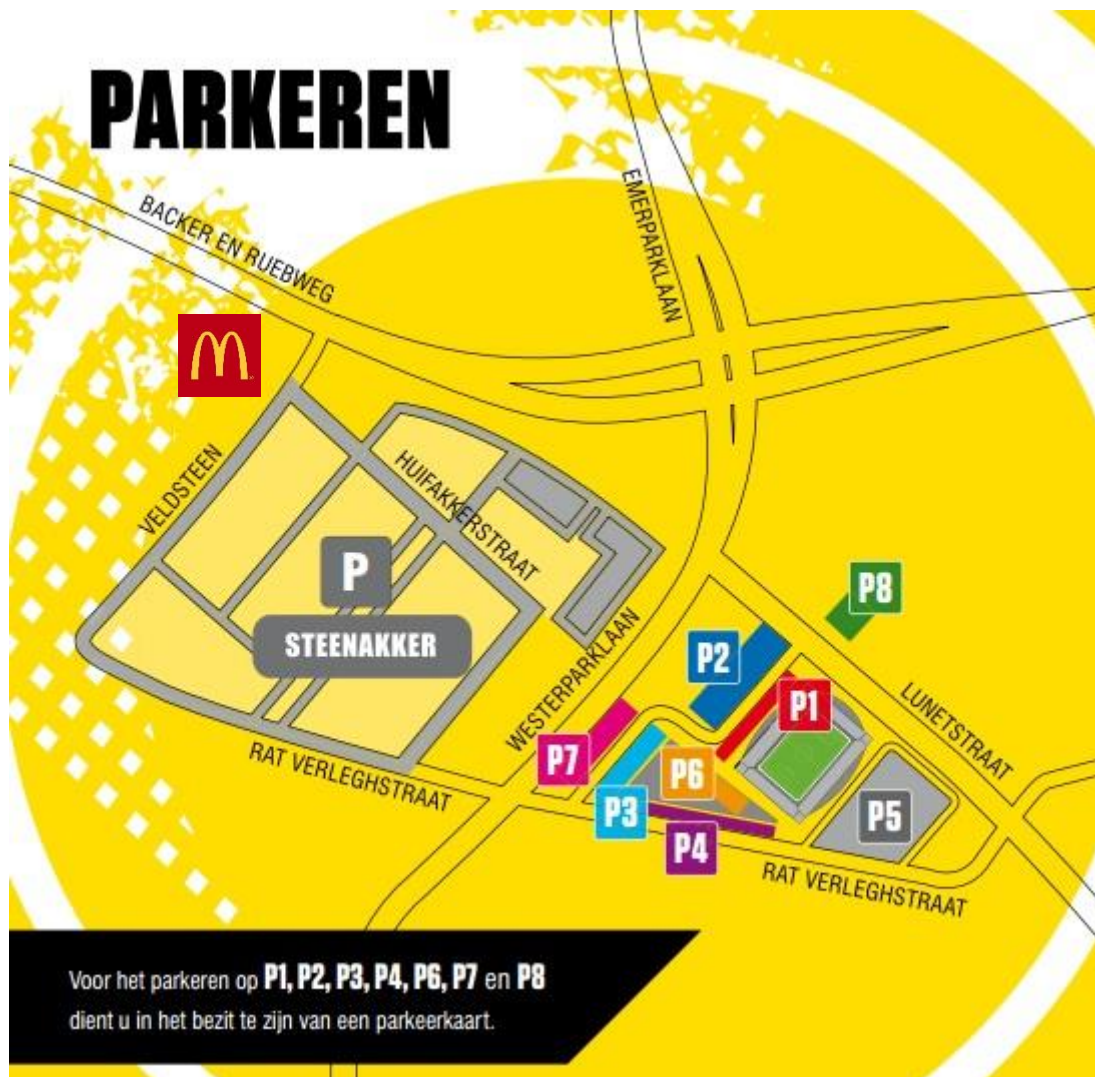 PARKEREN
BACKER EN RUEBWEG
EMERPARKLAAN
VELDSTEEN
HUIFAKKERSTRAAT
P
STEENAKKER
WESTERPARKLAAN
RAT VERLEGHSTRAAT
P8
P2
P1
LUNETSTRAAT
P7
P6
P3
P5
P4
RAT VERLEGHSTRAAT
Voor het parkeren op P1, P2, P3, P4, P6, P7 en P8
dient u in het bezit te zijn van een parkeerkaart.